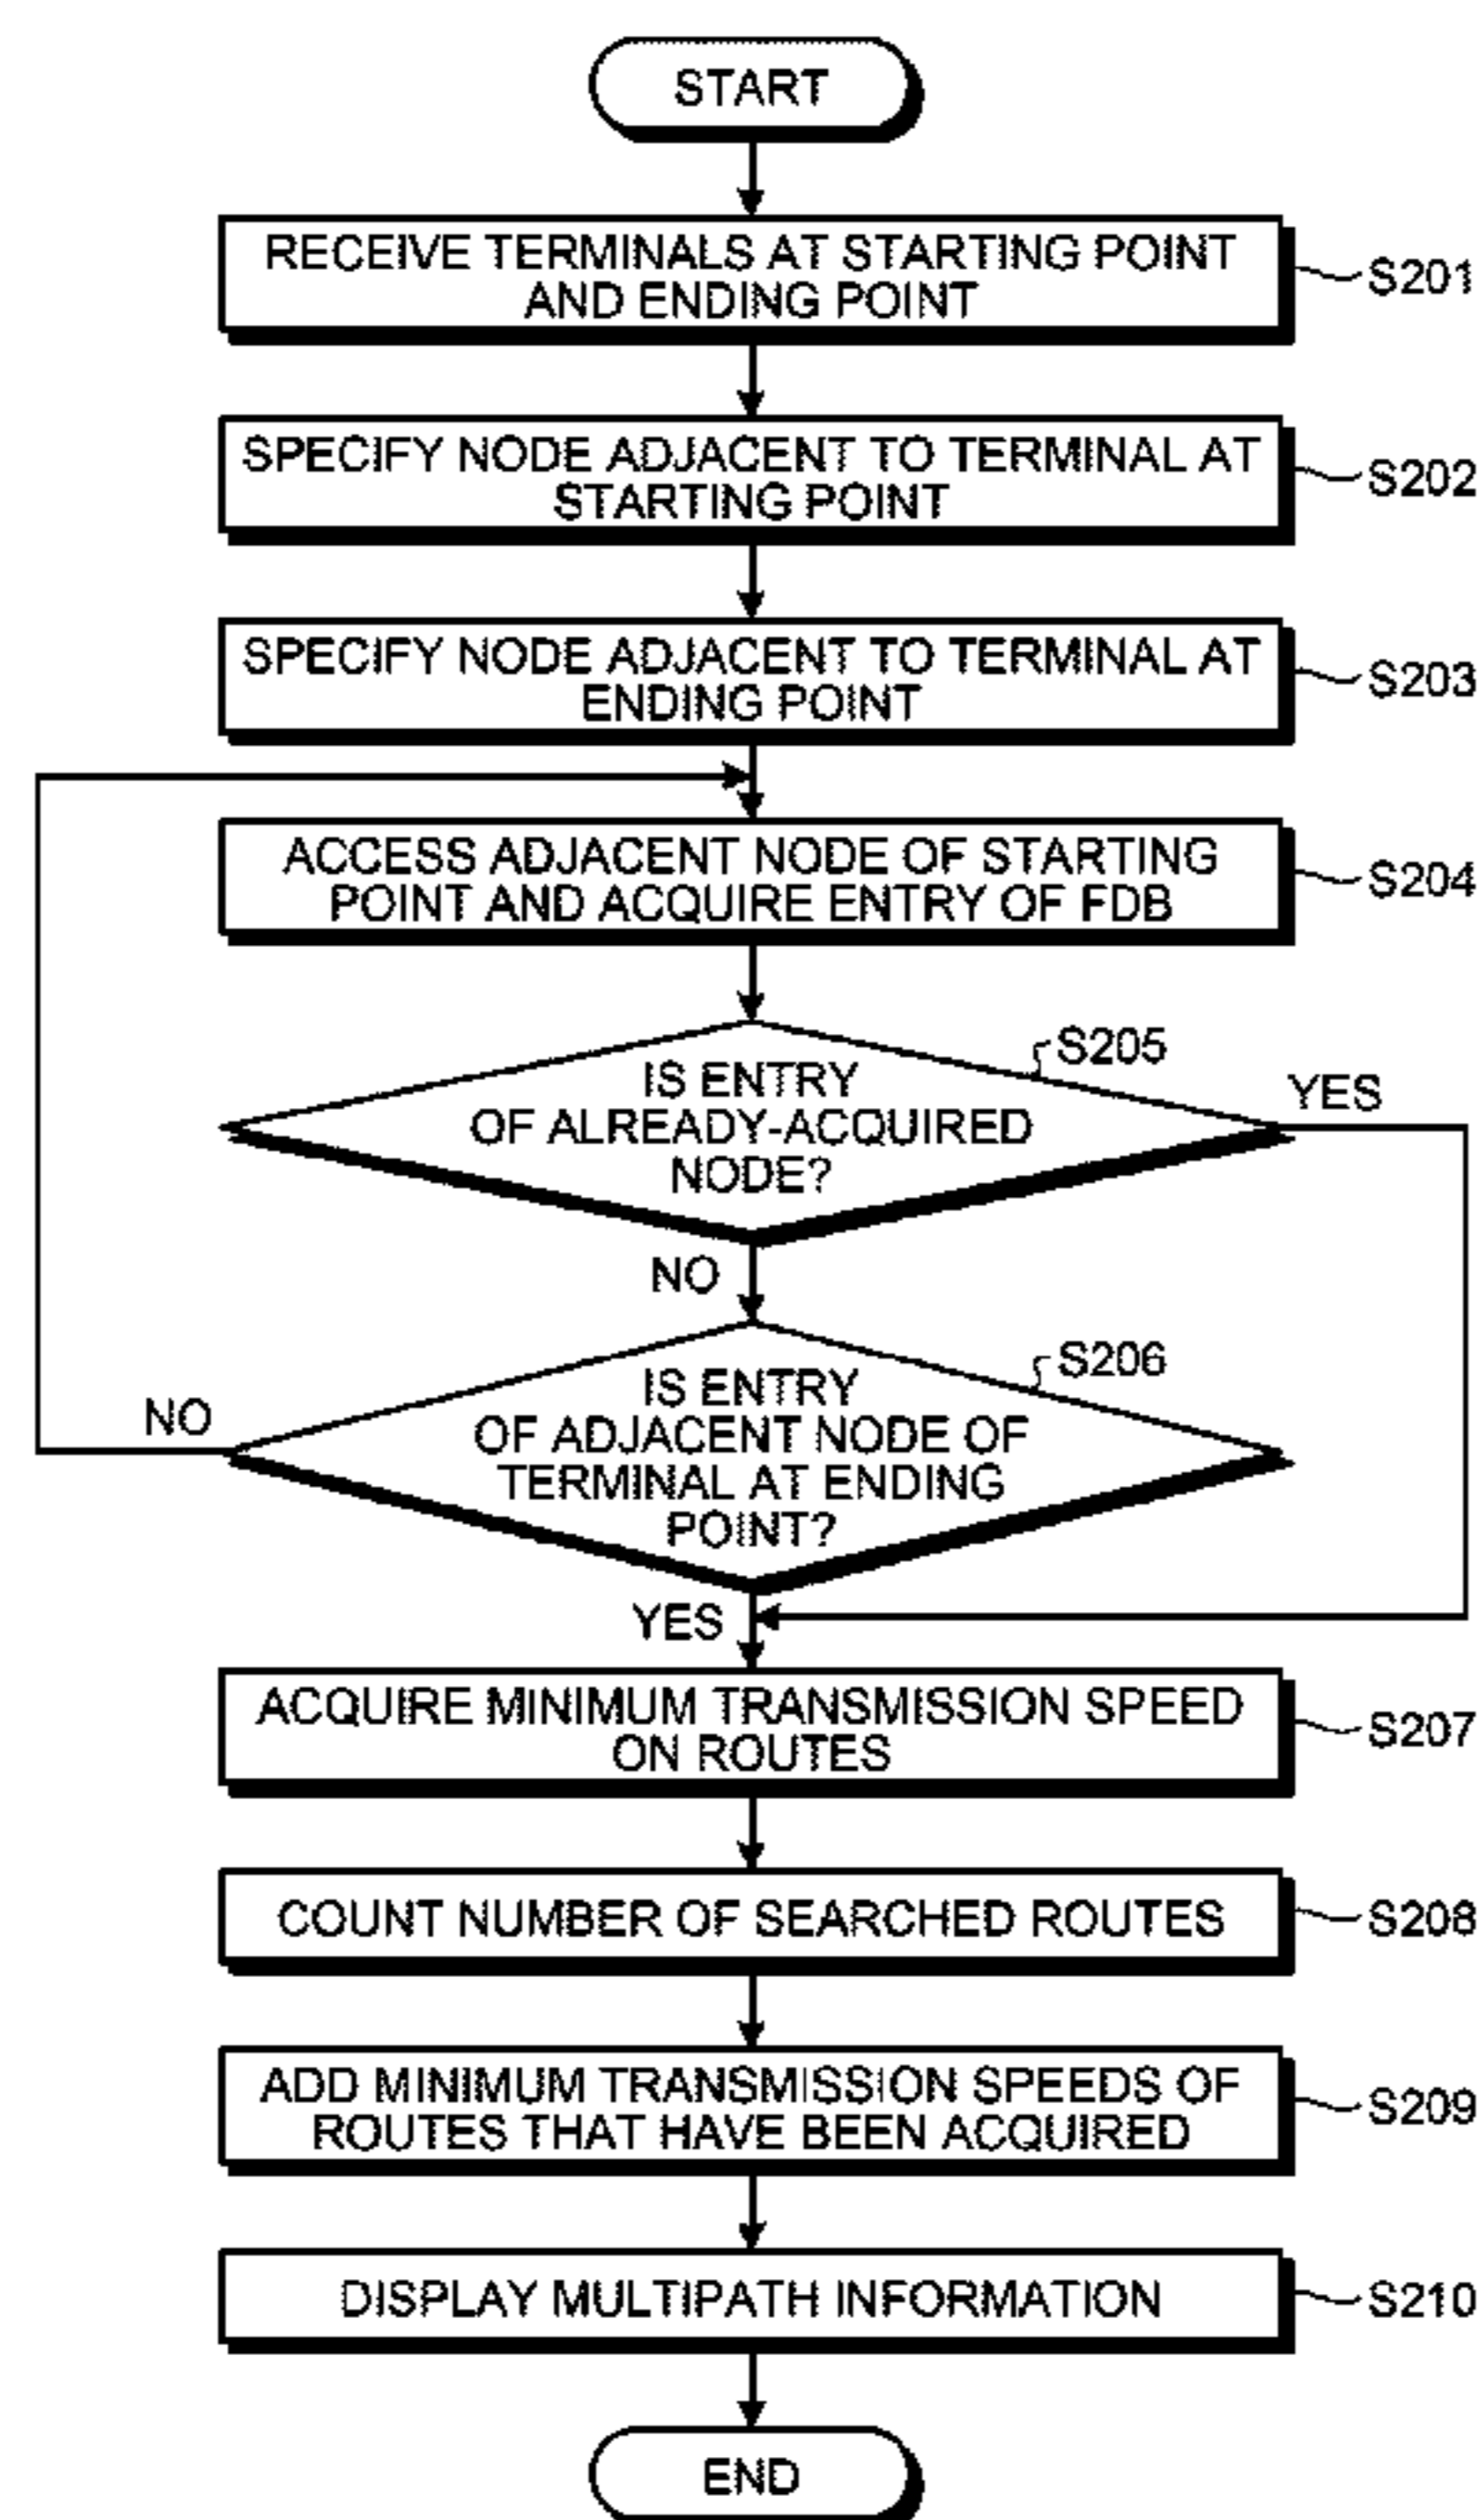 START
RECEIVE TERMINALS AT STARTING POINT
AND ENDING POINT
S201
SPECIFY NODE ADJACENT TO TERMINAL AT
STARTING POINT
S202
SPECIFY NODE ADJACENT TO TERMINAL AT
ENDING POINT
S203
ACCESS ADJACENT NODE OF STARTING
POINT AND ACQUIRE ENTRY OF FDB
S204
S205
IS ENTRY
OF ALREADY-ACQUIRED
NODE?
YES
NO
S206
IS ENTRY
OF ADJACENT NODE OF
TERMINAL AT ENDING
POINT?
NO
YES
ACQUIRE MINIMUM TRANSMISSION SPEED
ON ROUTES
S207
COUNT NUMBER OF SEARCHED ROUTES
S208
ADD MINIMUM TRANSMISSION SPEEDS OF
ROUTES THAT HAVE BEEN ACQUIRED
S209
DISPLAY MULTIPATH INFORMATION
S210
END